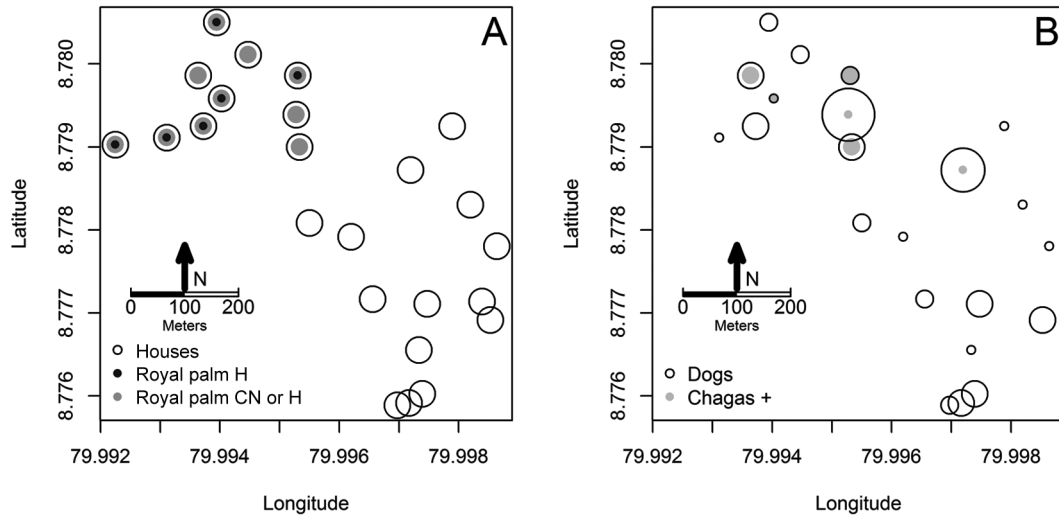 A
8.780
8.779
8.778
8.777
8.776
Latitude
N
0 100 200
Meters
Houses
Royal palm H
Royal palm CN or H
79.992 79.994 79.996 79.998
Longitude
B
8.780
8.779
8.778
8.777
8.776
Latitude
N
0 100 200
Meters
Dogs
Chagas +
79.992 79.994 79.996 79.998
Longitude